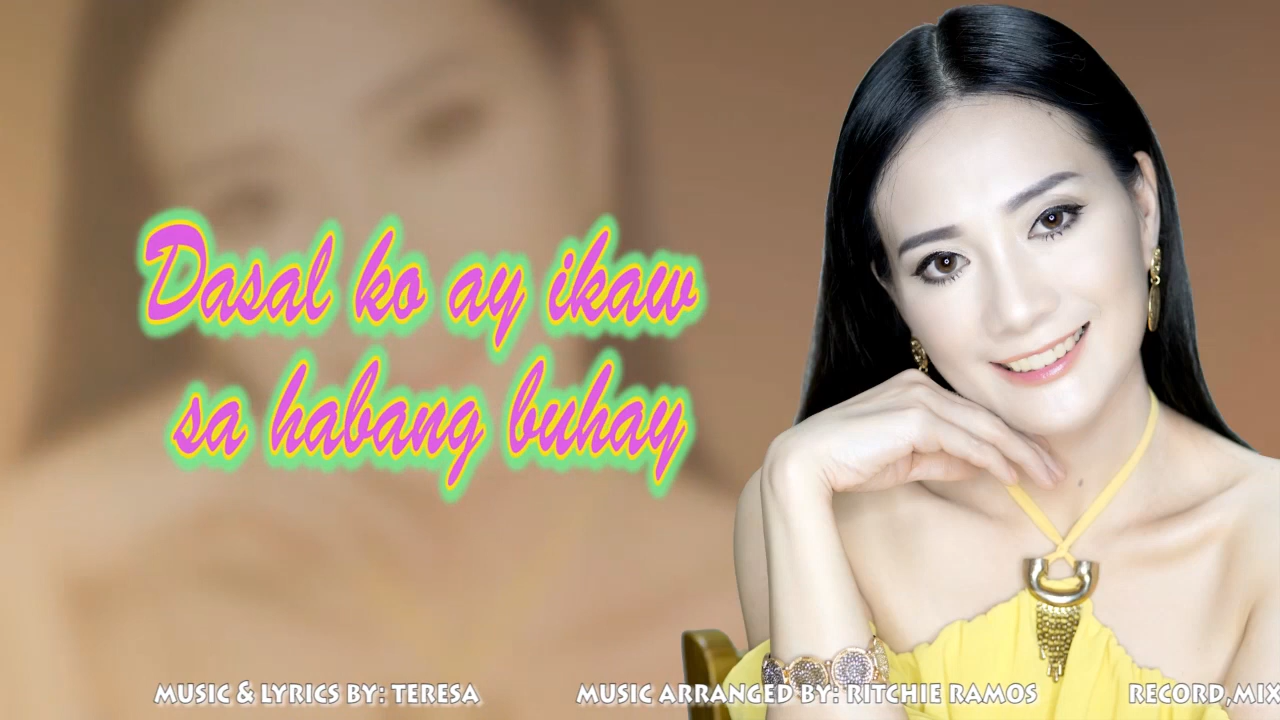 Dasal ko ay ikaw
sa habang buhay
MUSIC & LYRICS BY: TERESA MUSIC ARRANGED BY: RITCHIE RAMOS RECORD,MIX